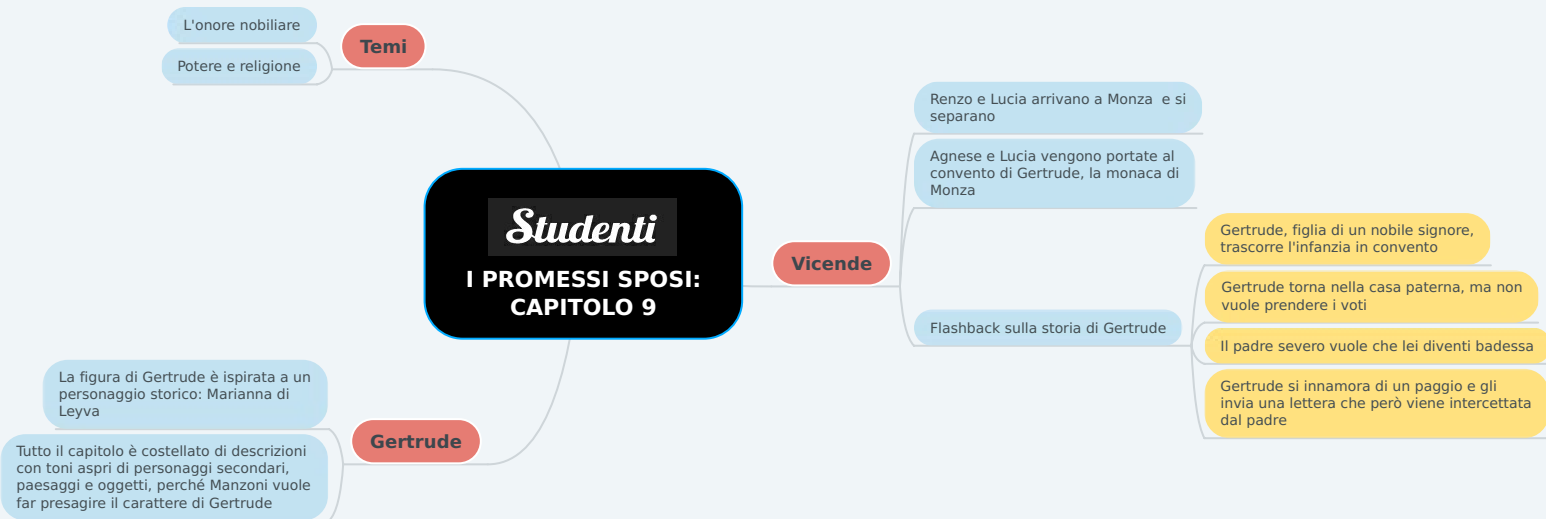 L'onore nobiliare
Potere e religione
Temi
Studenti
I PROMESSI SPOSI:
CAPITOLO 9
Vicende
Renzo e Lucia arrivano a Monza  e si
separano
Agnese e Lucia vengono portate al
convento di Gertrude, la monaca di
Monza
Flashback sulla storia di Gertrude
Gertrude, figlia di un nobile signore,
trascorre l'infanzia in convento
Gertrude torna nella casa paterna, ma non
vuole prendere i voti
Il padre severo vuole che lei diventi badessa
Gertrude si innamora di un paggio e gli
invia una lettera che però viene intercettata
dal padre
Gertrude
La figura di Gertrude è ispirata a un
personaggio storico: Marianna di
Leyva
Tutto il capitolo è costellato di descrizioni
con toni aspri di personaggi secondari,
paesaggi e oggetti, perché Manzoni vuole
far presagire il carattere di Gertrude